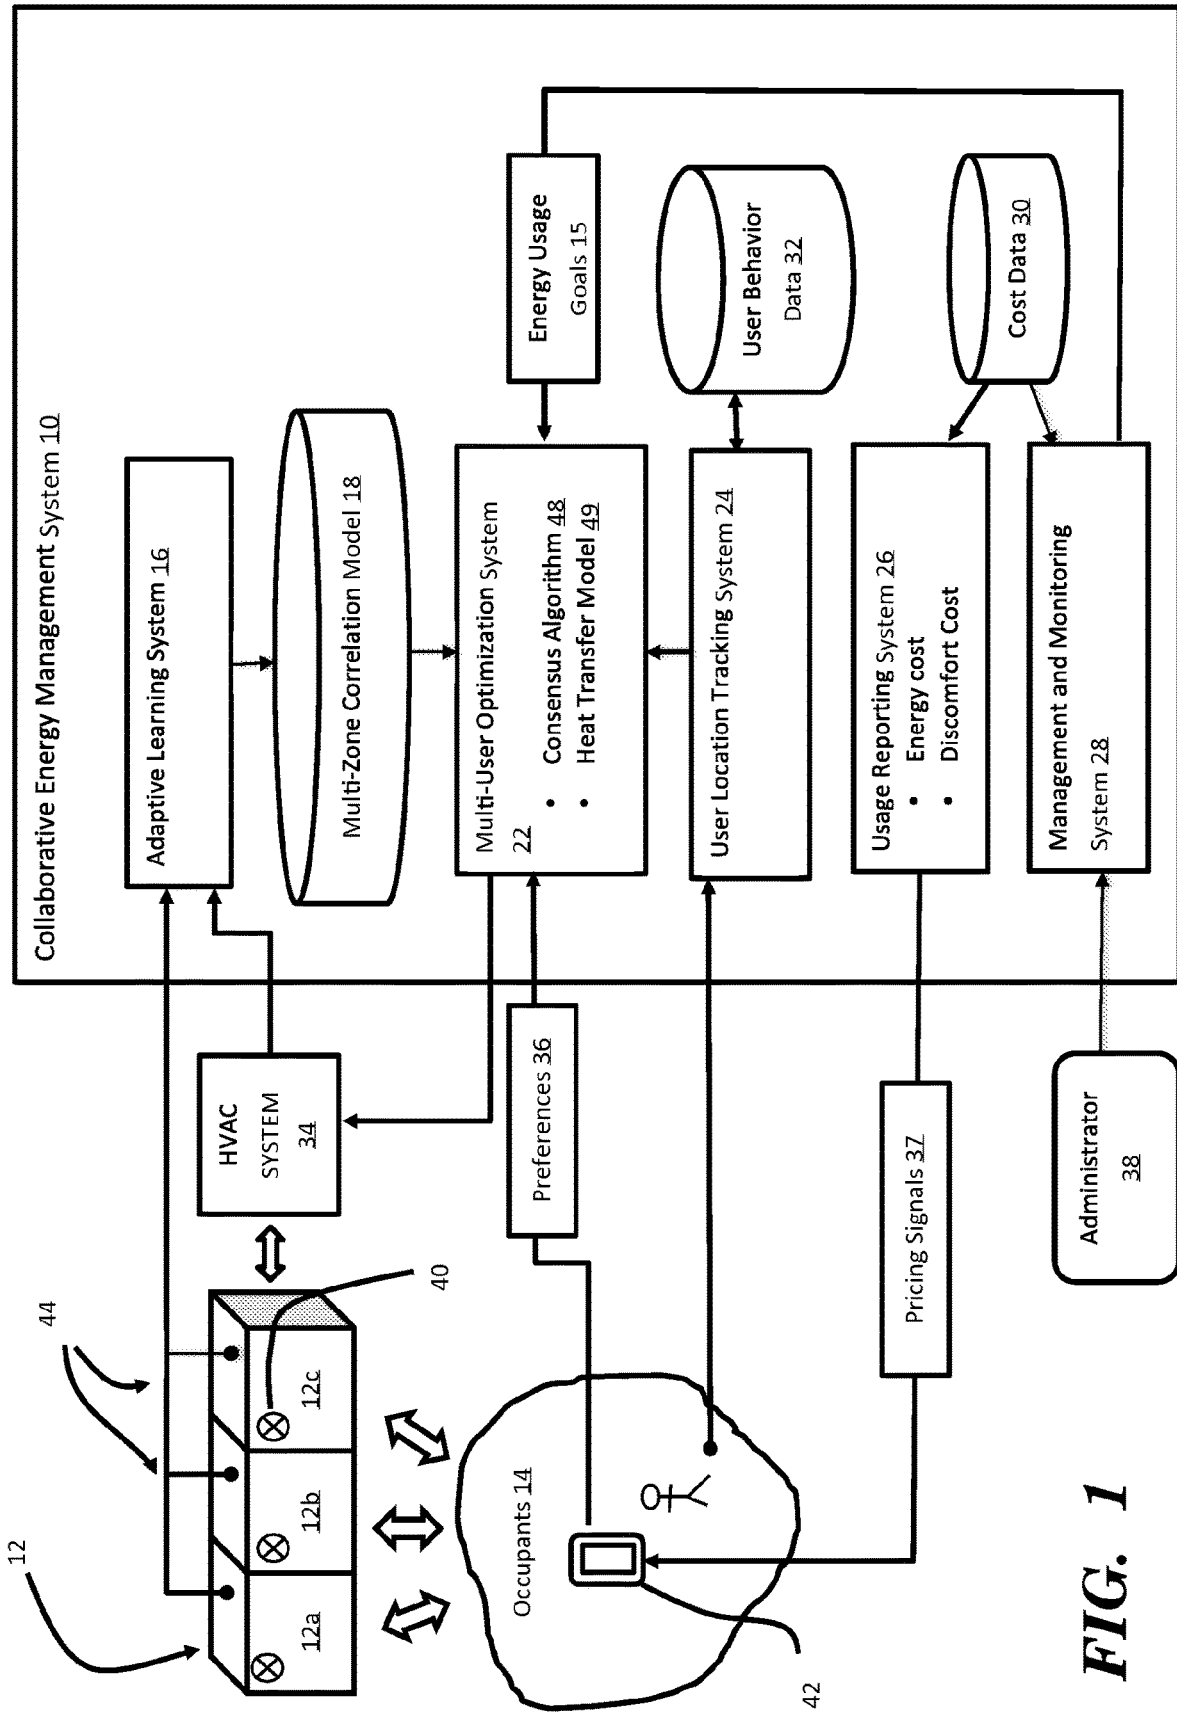 Collaborative Energy Management System 10
12
44
12a
12b
12c
40
HVAC
SYSTEM
34
Adaptive Learning System 16
Multi-Zone Correlation Model 18
Occupants 14
42
Preferences 36
Multi-User Optimization System
22
• Consensus Algorithm 48
• Heat Transfer Model 49
Energy Usage
Goals 15
User Location Tracking System 24
User Behavior
Data 32
Pricing Signals 37
Usage Reporting System 26
• Energy cost
• Discomfort Cost
Cost Data 30
Administrator
38
Management and Monitoring
System 28
FIG. 1